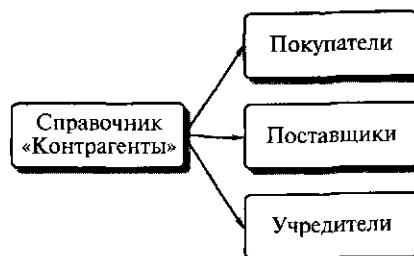 Справочник
«Контрагенты»
Покупатели
Поставщики
Учредители